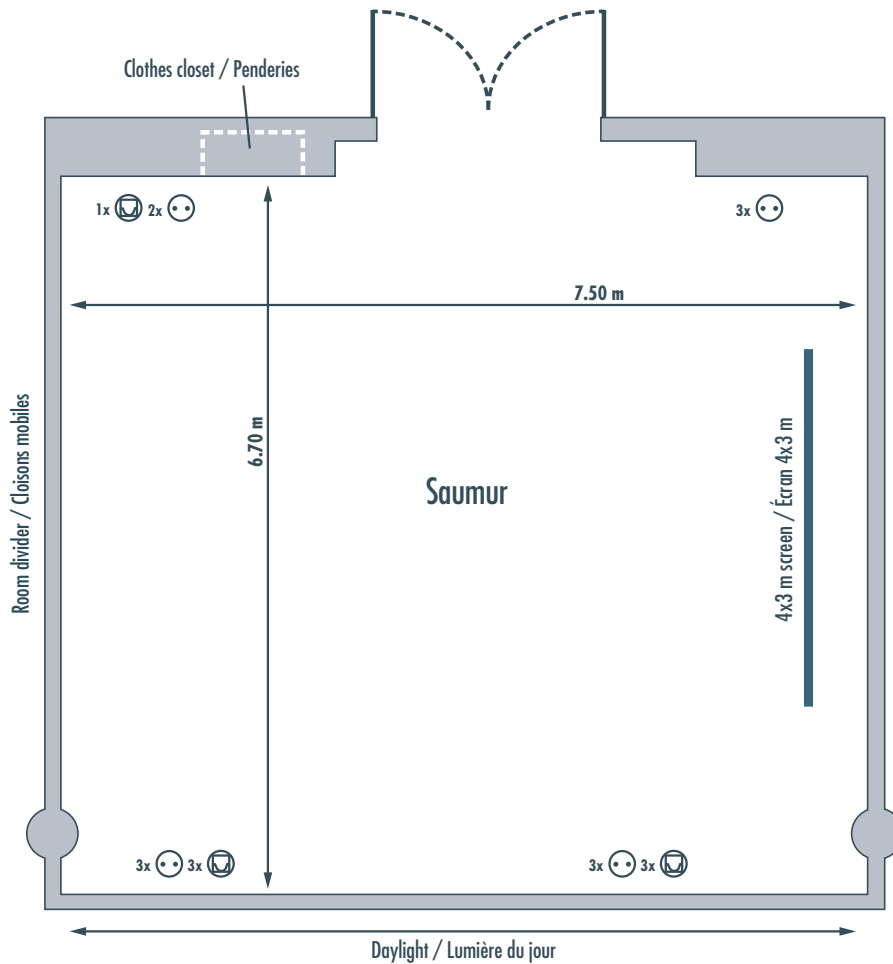 Clothes closet / Penderies
1x 2x 3x
7.50 m
6.70 m
Room divider / Cloisons mobiles
Saumur
4x3 m screen / Écran 4x3 m
3x 3x 3x 3x
Daylight / Lumière du jour